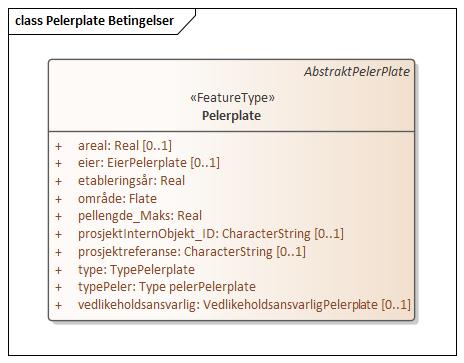 class Pelerplate Betingelser
AbstraktPelerPlate
«FeatureType»
Pelerplate
+ areal: Real [0..1]
+ eier: EierPelerplate [0..1]
+ etableringsår: Real
+ område: Flate
+ pellengde_Maks: Real
+ prosjektInternObjekt_ID: CharacterString [0..1]
+ prosjektreferanse: CharacterString [0..1]
+ type: TypePelerplate
+ typePeler: Type pelerPelerplate
+ vedlikeholdsansvarlig: VedlikeholdsansvarligPelerplate [0..1]